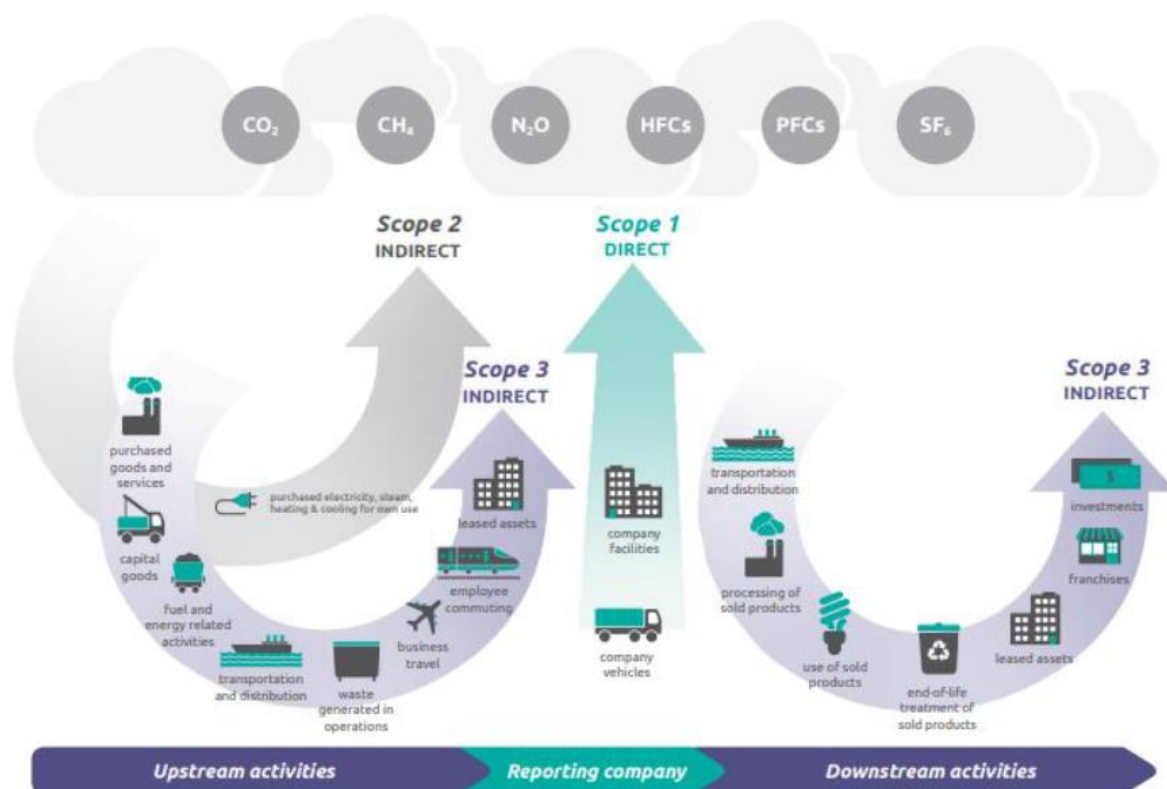 CO₂
CH₄
N₂O
HFCs
PFCs
SF₆
Scope 2
INDIRECT
Scope 1
DIRECT
Scope 3
INDIRECT
Scope 3
INDIRECT
purchased
goods and
services
capital
goods
fuel and
energy related
activities
transportation
and distribution
waste
generated in
operations
business
travel
employee
commuting
leased assets
purchased electricity, steam,
heating & cooling for own use
company
facilities
company
vehicles
transportation
and distribution
processing of
sold products
use of sold
products
end-of-life
treatment of
sold products
leased assets
franchises
$
investments
Upstream activities
Reporting company
Downstream activities